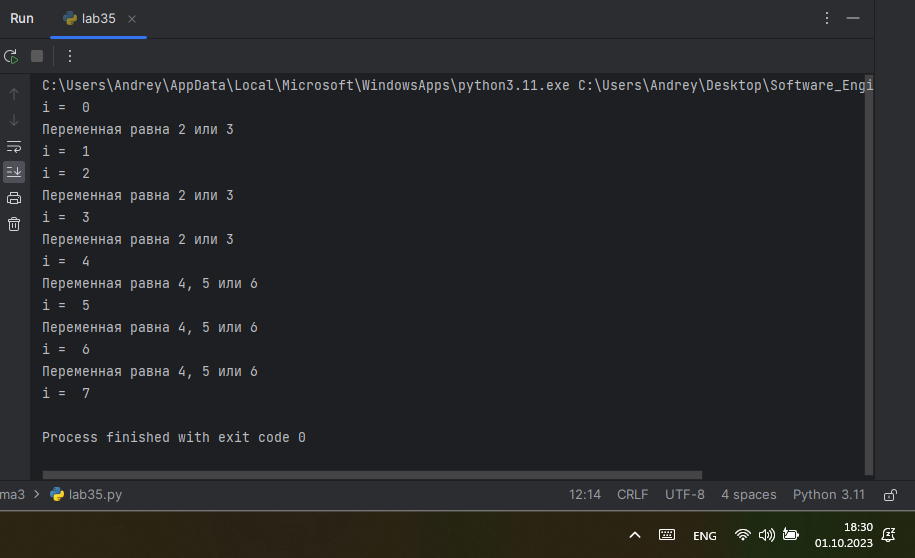 Run lab35
C:\Users\Andrey\AppData\Local\Microsoft\WindowsApps\python3.11.exe C:\Users\Andrey\Desktop\Software_Engi
i =  0
Переменная равна 2 или 3
i =  1
i =  2
Переменная равна 2 или 3
i =  3
Переменная равна 2 или 3
i =  4
Переменная равна 4, 5 или 6
i =  5
Переменная равна 4, 5 или 6
i =  6
Переменная равна 4, 5 или 6
i =  7
Process finished with exit code 0
ma3 > lab35.py 12:14 CRLF UTF-8 4 spaces Python 3.11
ENG 18:30
01.10.2023